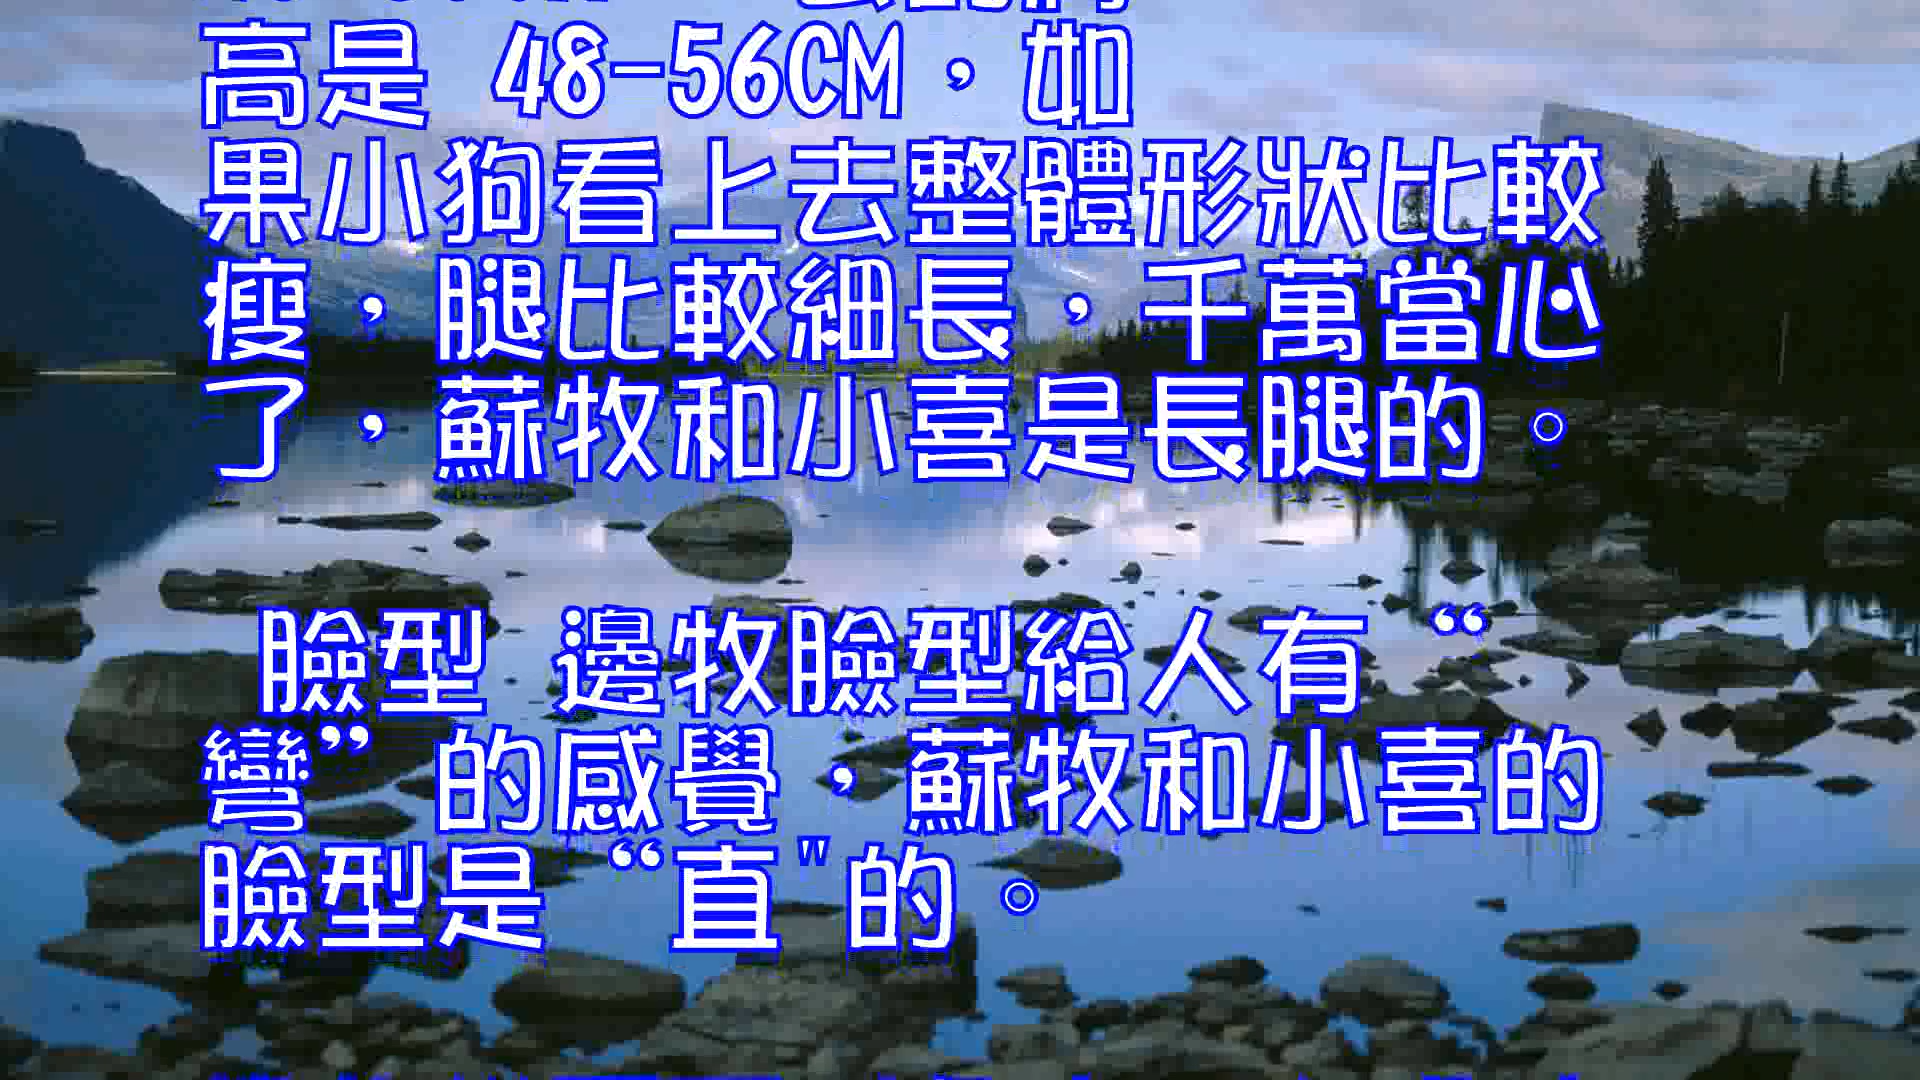 高是 48-56CM，如
果小狗看上去整體形狀比較
瘦，腿比較細長，千萬當心
了，蘇牧和小喜是長腿的。
臉型 邊牧臉型給人有“
彎”的感覺，蘇牧和小喜的
臉型是“直"的。